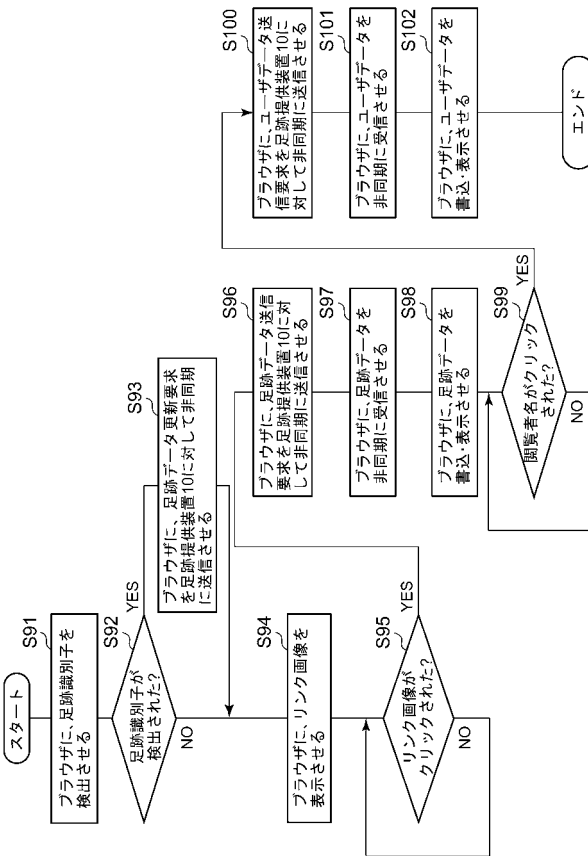 スタート
S91
ブラウザに、足跡識別子を
検出させる
S92
足跡識別子が
検出された?
YES
NO
S93
ブラウザに、足跡データ更新要求
を足跡提供装置10に対して非同期
に送信させる
S94
ブラウザに、リンク画像を
表示させる
S95
リンク画像が
クリックされた?
YES
NO
S96
ブラウザに、足跡データ送信
要求を足跡提供装置10に対
して非同期に送信させる
S97
ブラウザに、足跡データを
非同期に受信させる
S98
ブラウザに、足跡データを
書込・表示させる
S99
閲覧者名がクリック
された?
YES
NO
S100
ブラウザに、ユーザデータ送
信要求を足跡提供装置10に
対して非同期に送信させる
S101
ブラウザに、ユーザデータを
非同期に受信させる
S102
ブラウザに、ユーザデータを
書込・表示させる
エンド